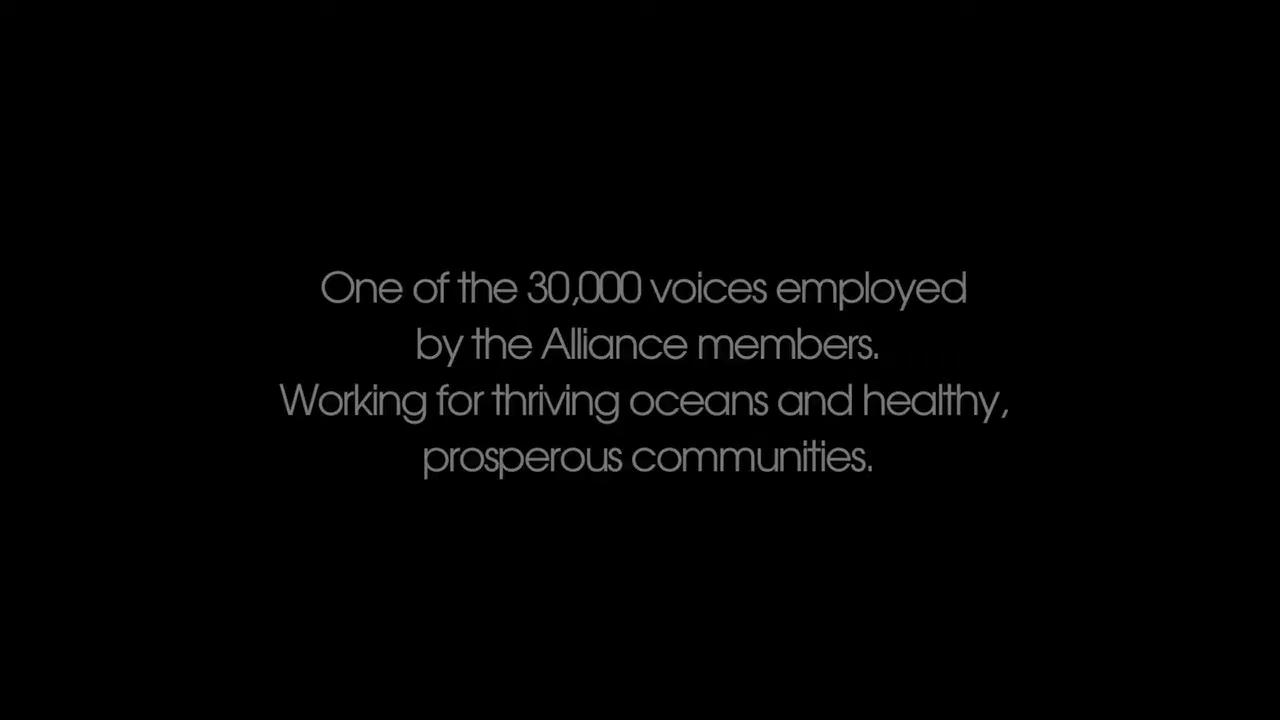 One of the 30,000 voices employed
by the Alliance members.
Working for thriving oceans and healthy,
prosperous communities.